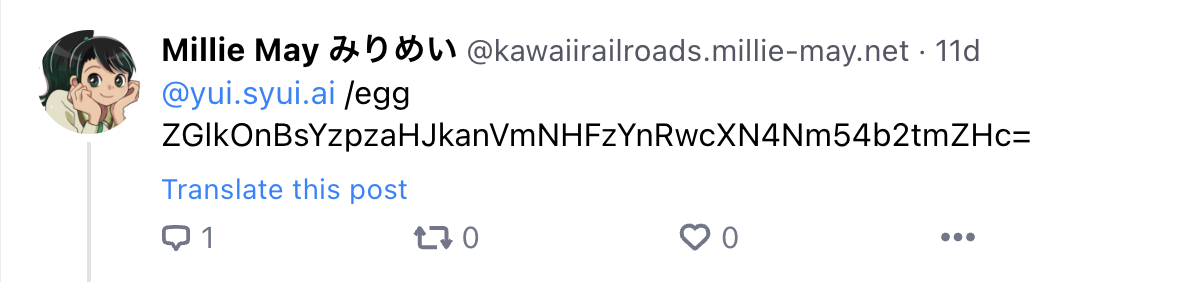 Millie May みりめい @kawaiirailroads.millie-may.net · 11d
@yui.syui.ai /egg
ZGlkOnBsYzpzaHJkanVmNHFzYnRwcXN4Nm54b2tmZHc=
Translate this post
1 0 0